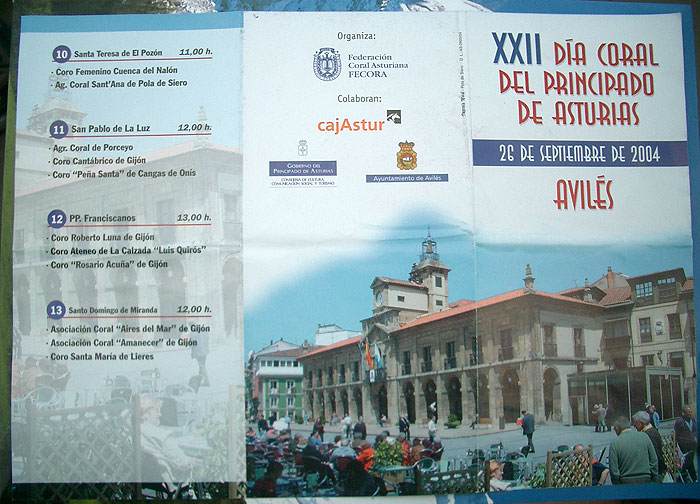 10 Santa Teresa de El Pozón 11,00 h.
· Coro Femenino Cuenca del Nalón
· Ag. Coral Sant'Ana de Pola de Siero
11 San Pablo de La Luz 12,00 h.
· Agr. Coral de Porceyo
· Coro Cantábrico de Gijón
· Coro "Peña Santa" de Cangas de Onís
12 PP. Franciscanos 13,00 h.
· Coro Roberto Luna de Gijón
· Coro Ateneo de La Calzada "Luis Quirós"
· Coro "Rosario Acuña" de Gijón
13 Santo Domingo de Miranda 12,00 h.
· Asociación Coral "Aires del Mar" de Gijón
· Asociación Coral "Amanecer" de Gijón
· Coro Santa María de Lieres
Organiza:
Federación
Coral Asturiana
FECORA
Colaboran:
cajAstur
GOBIERNO DEL
PRINCIPADO DE ASTURIAS
CONSEJERÍA DE CULTURA,
COMUNICACIÓN SOCIAL Y TURISMO
Ayuntamiento de Avilés
XXII DÍA CORAL
DEL PRINCIPADO
DE ASTURIAS
26 DE SEPTIEMBRE DE 2004
AVILÉS